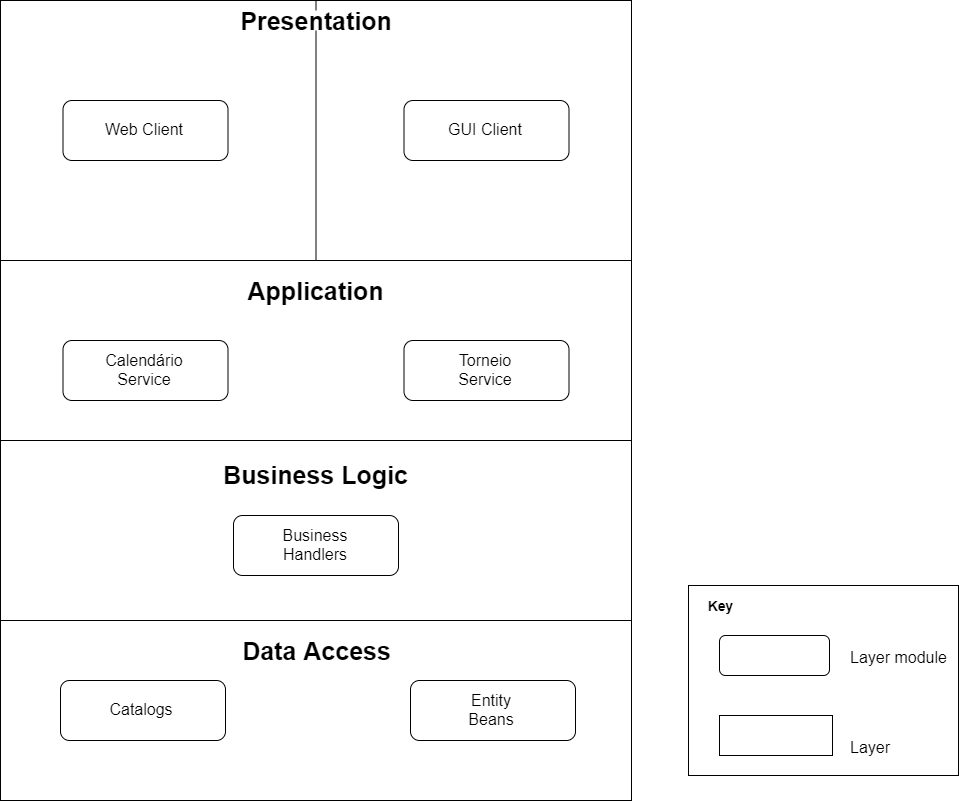 Presentation
Web Client
GUI Client
Application
Calendário
Service
Torneio
Service
Business Logic
Business
Handlers
Data Access
Catalogs
Entity
Beans
Key
Layer module
Layer